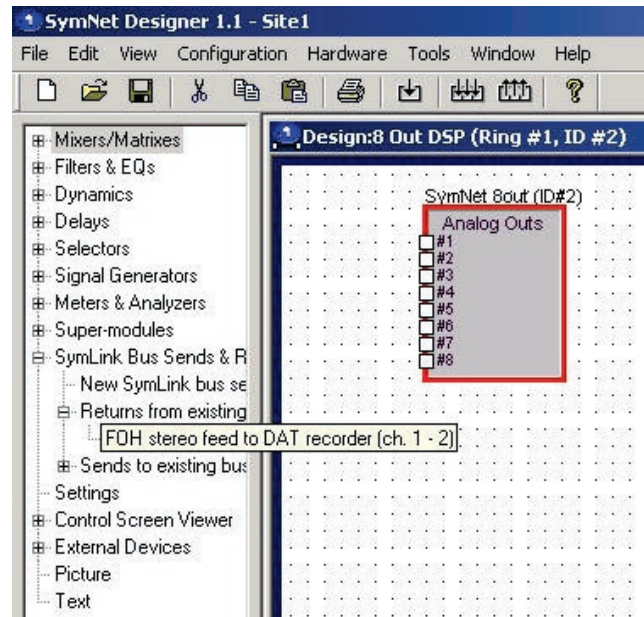 SymNet Designer 1.1 - Site1
File Edit View Configuration Hardware Tools Window Help
Mixers/Matrixes
Filters & EQs
Dynamics
Delays
Selectors
Signal Generators
Meters & Analyzers
Super-modules
SymLink Bus Sends & R
New SymLink bus se
Returns from existing
FOH stereo feed to DAT recorder (ch. 1 - 2)
Sends to existing bus
Settings
Control Screen Viewer
External Devices
Picture
Text
Design:8 Out DSP (Ring #1, ID #2)
SymNet 8out (ID#2)
Analog Outs
#1
#2
#3
#4
#5
#6
#7
#8